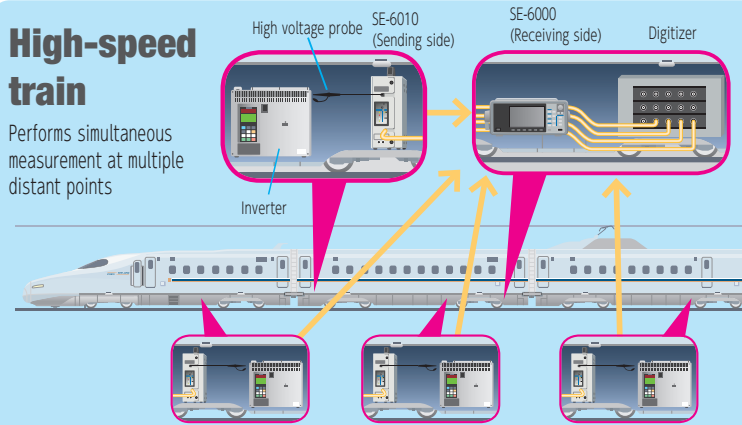 High-speed
train
Performs simultaneous
measurement at multiple
distant points
High voltage probe
SE-6010
(Sending side)
SE-6000
(Receiving side)
Digitizer
Inverter